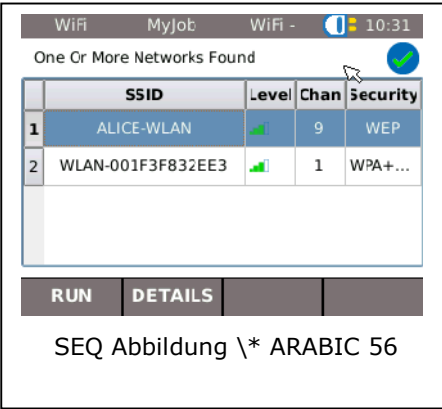 WiFi MyJob WiFi - 10:31
One Or More Networks Found
SSID Level Chan Security
1 ALICE-WLAN 9 WEP
2 WLAN-001F3F832EE3 1 WPA+...
RUN DETAILS
SEQ Abbildung \* ARABIC 56